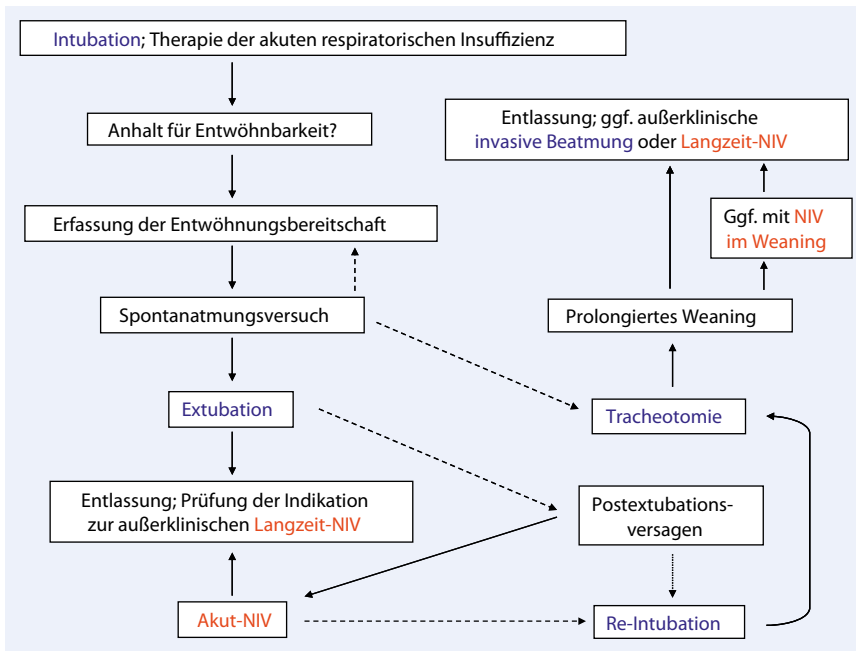 Intubation; Therapie der akuten respiratorischen Insuffizienz
Anhalt für Entwöhnbarkeit?
Erfassung der Entwöhnungsbereitschaft
Spontanatmungsversuch
Extubation
Entlassung; Prüfung der Indikation
zur außerklinischen Langzeit-NIV
Akut-NIV
Entlassung; ggf. außerklinische
invasive Beatmung oder Langzeit-NIV
Ggf. mit NIV
im Weaning
Prolongiertes Weaning
Tracheotomie
Postextubations-
versagen
Re-Intubation